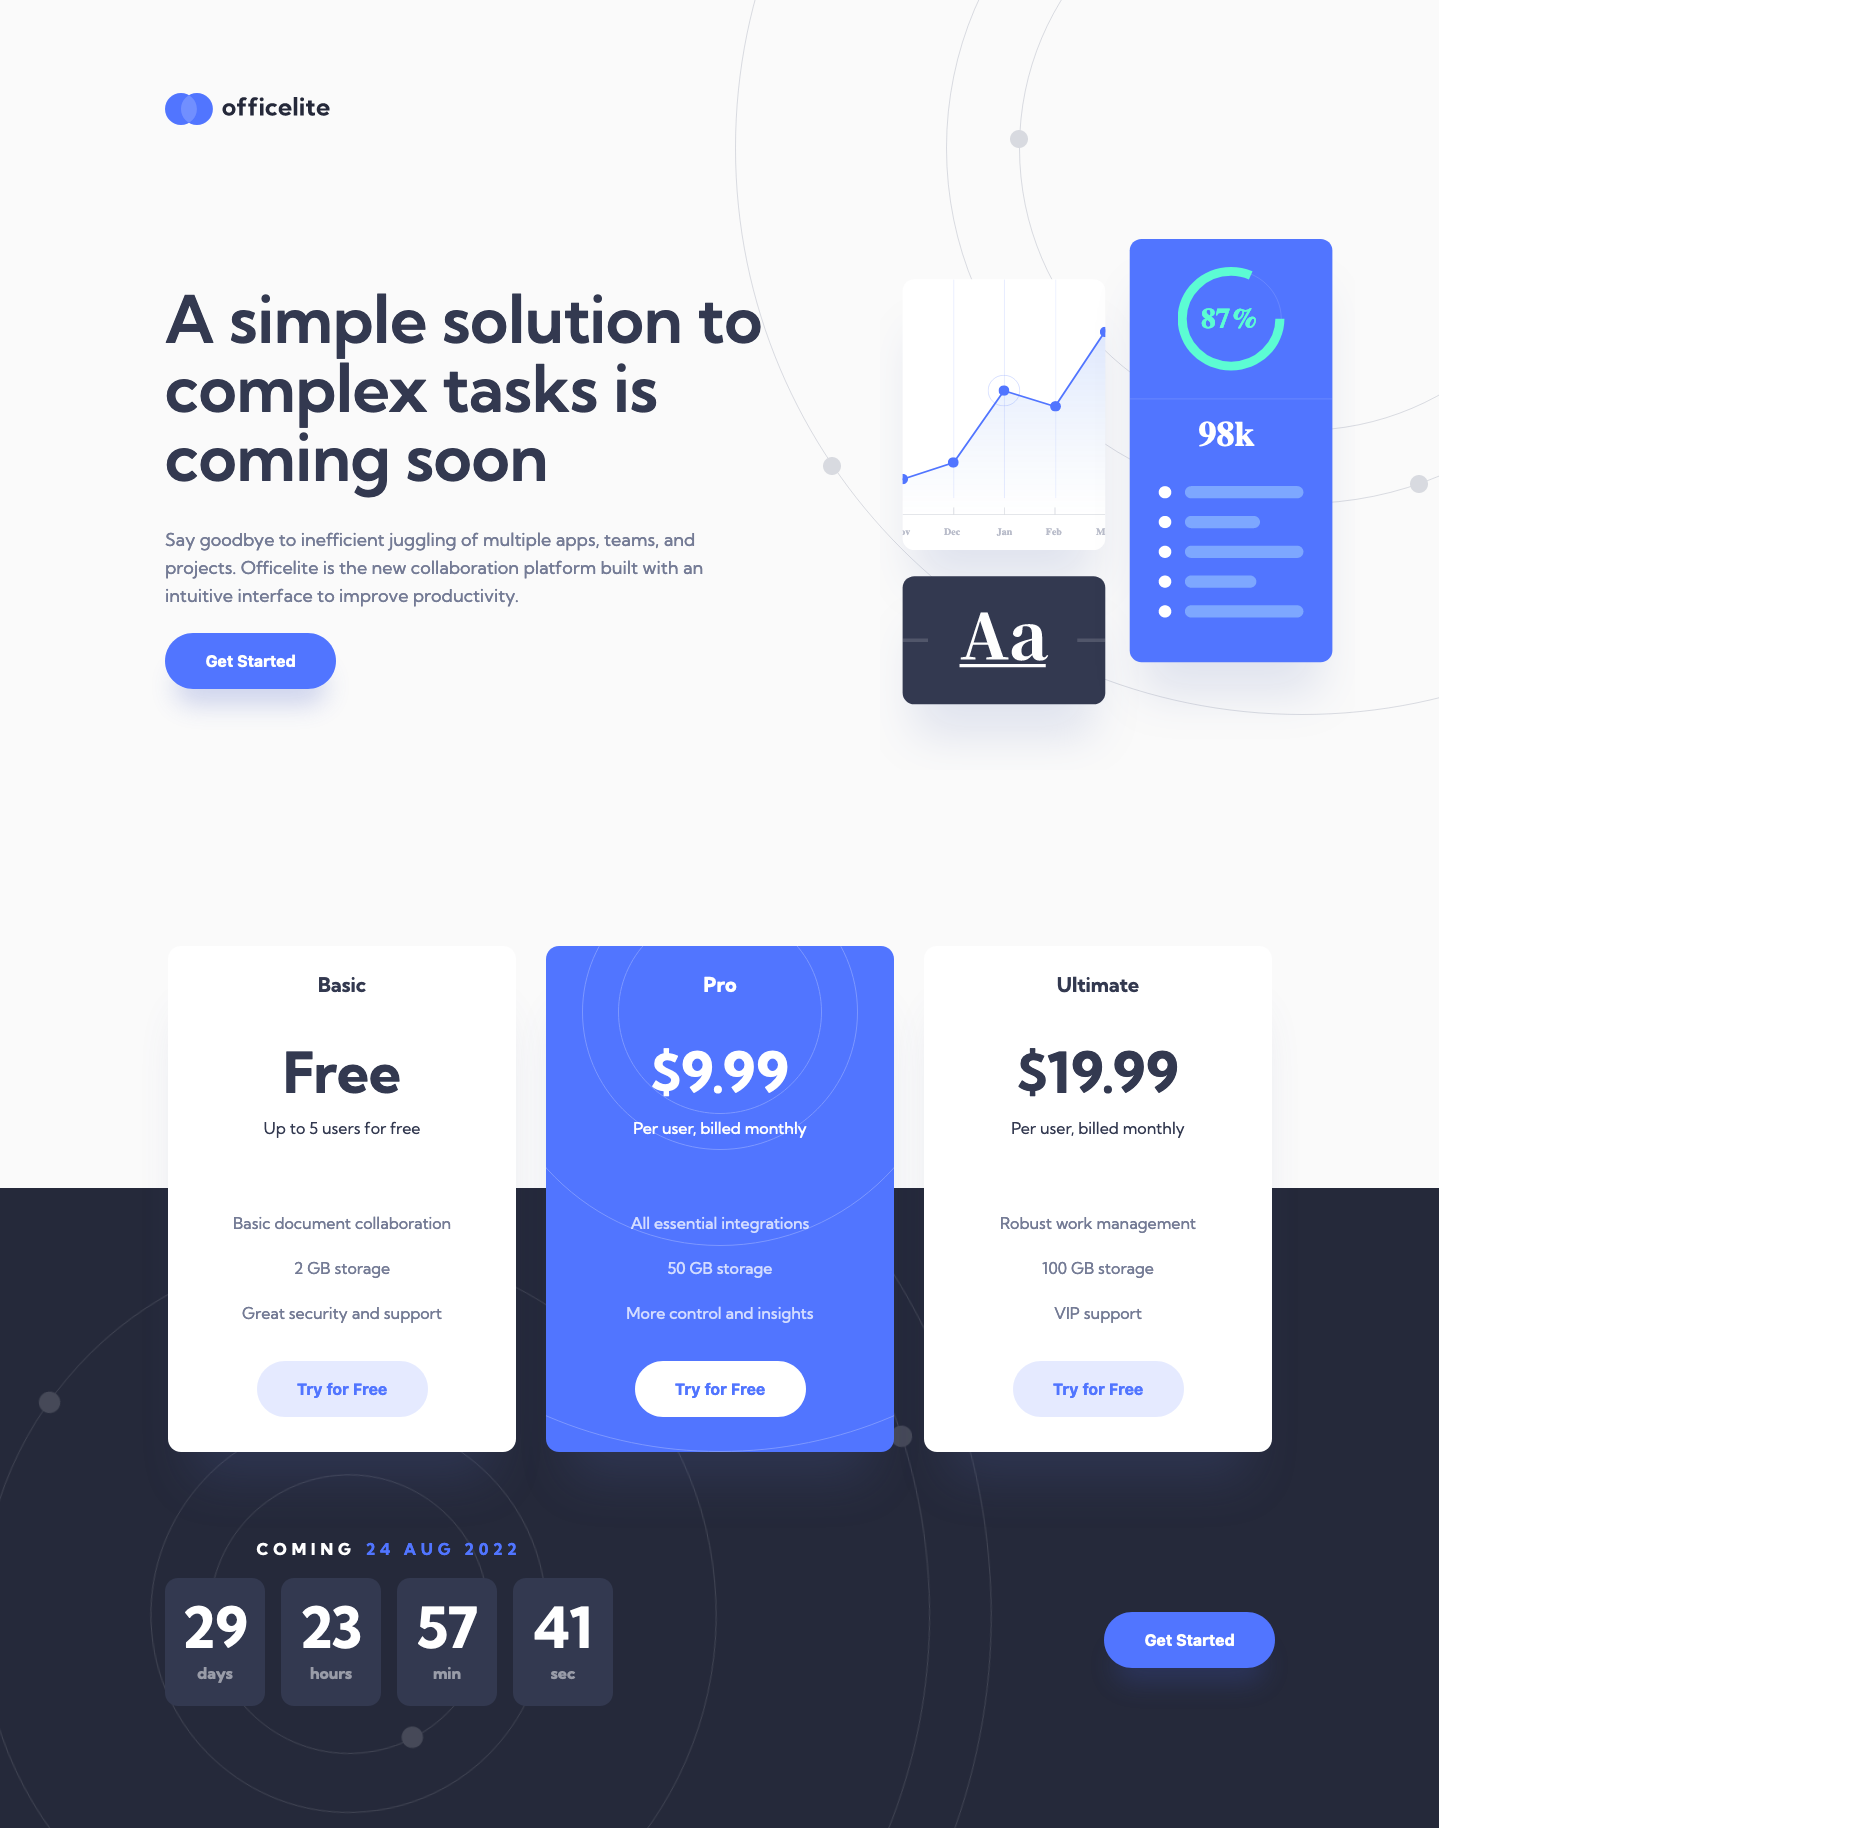 officelite
A simple solution to
complex tasks is
coming soon
Say goodbye to inefficient juggling of multiple apps, teams, and
projects. Officelite is the new collaboration platform built with an
intuitive interface to improve productivity.
Get Started
Dec Jan Feb
Aa
87%
98k
Basic
Free
Up to 5 users for free
Basic document collaboration
2 GB storage
Great security and support
Try for Free
Pro
$9.99
Per user, billed monthly
All essential integrations
50 GB storage
More control and insights
Try for Free
Ultimate
$19.99
Per user, billed monthly
Robust work management
100 GB storage
VIP support
Try for Free
COMING 24 AUG 2022
29 23 57 41
days hours min sec
Get Started